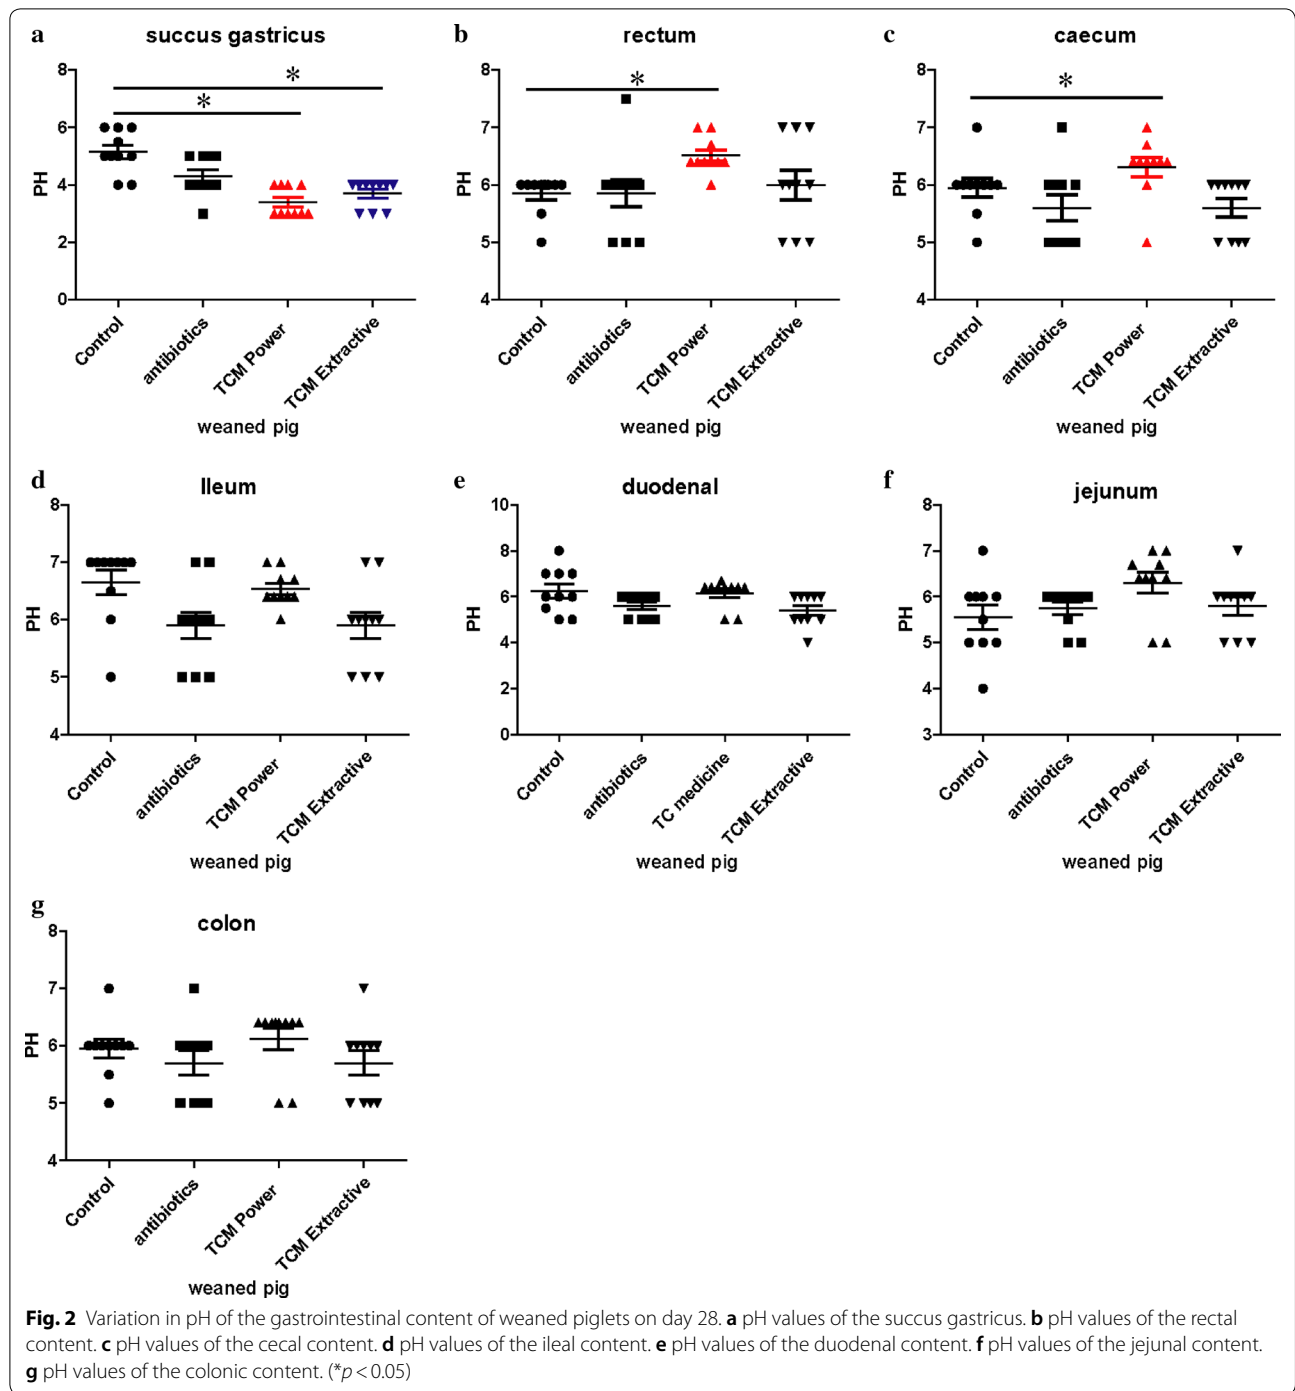 a succus gastricus
8
6
4
2
0
PH
*
*
Control
antibiotics
TCM Power
TCM Extractive
weaned pig
b rectum
8
7
6
5
4
PH
*
Control
antibiotics
TCM Power
TCM Extractive
weaned pig
c caecum
8
7
6
5
4
PH
*
Control
antibiotics
TCM Power
TCM Extractive
weaned pig
d Ileum
8
7
6
5
4
PH
Control
antibiotics
TCM Power
TCM Extractive
weaned pig
e duodenal
10
8
6
4
2
0
PH
Control
antibiotics
TC medicine
TCM Extractive
weaned pig
f jejunum
8
7
6
5
4
3
PH
Control
antibiotics
TCM Power
TCM Extractive
weaned pig
g colon
8
7
6
5
4
PH
Control
antibiotics
TCM Power
TCM Extractive
weaned pig
Fig. 2 Variation in pH of the gastrointestinal content of weaned piglets on day 28. a pH values of the succus gastricus. b pH values of the rectal
content. c pH values of the cecal content. d pH values of the ileal content. e pH values of the duodenal content. f pH values of the jejunal content.
g pH values of the colonic content. (*p < 0.05)